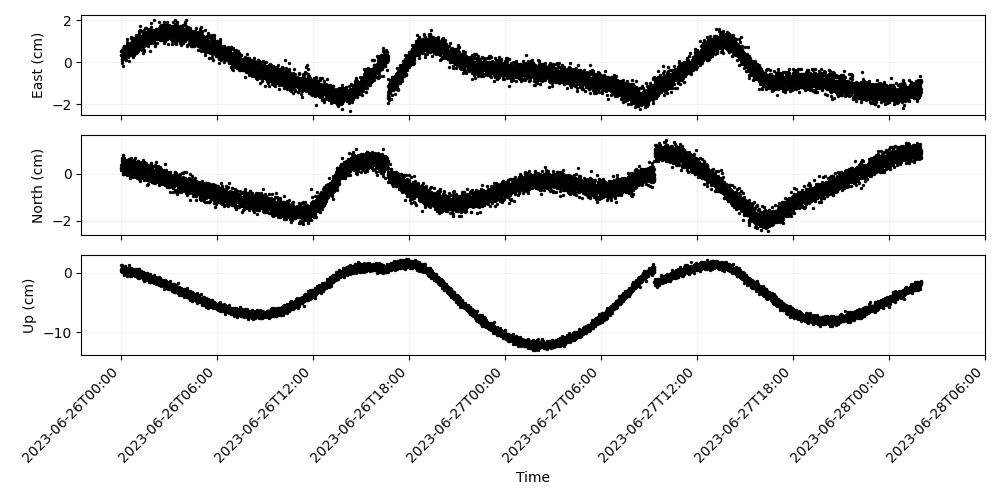 2
0
−2
East (cm)
0
−2
North (cm)
0
−10
Up (cm)
2023-06-26T00:00
2023-06-26T06:00
2023-06-26T12:00
2023-06-26T18:00
2023-06-27T00:00
2023-06-27T06:00
2023-06-27T12:00
2023-06-27T18:00
2023-06-28T00:00
2023-06-28T06:00
Time